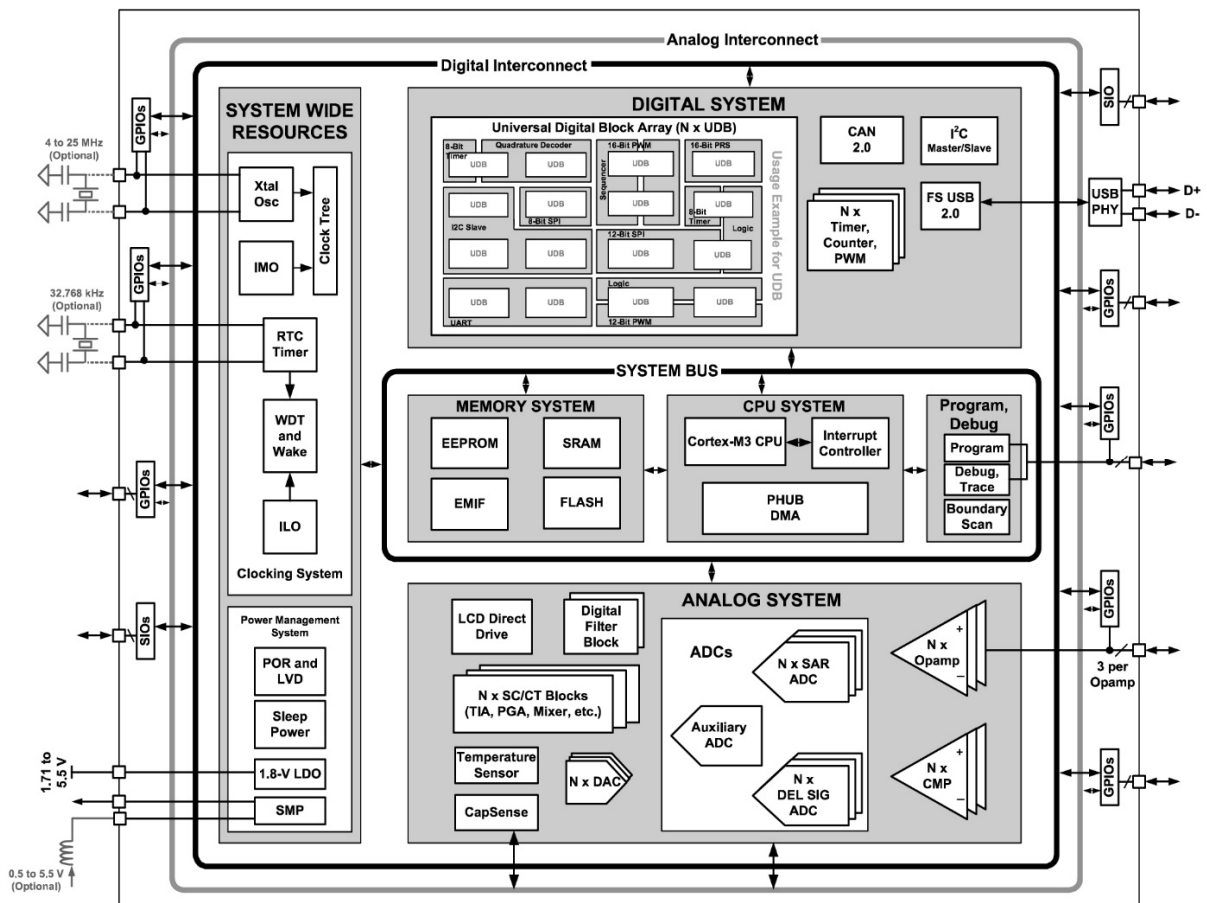 Analog Interconnect
Digital Interconnect
SYSTEM WIDE
RESOURCES
GPIOs
4 to 25 MHz
(Optional)
Xtal
Osc
Clock Tree
IMO
GPIOs
32.768 kHz
(Optional)
RTC
Timer
WDT
and
Wake
GPIOs
ILO
Clocking System
SIOs
Power Management
System
POR and
LVD
Sleep
Power
1.71 to
5.5 V
1.8-V LDO
SMP
0.5 to 5.5 V
(Optional)
DIGITAL SYSTEM
Universal Digital Block Array (N x UDB)
8-Bit
Timer
Quadrature Decoder
16-Bit PWM
16-Bit PRS
UDB
UDB
UDB
UDB
Sequencer
UDB
UDB
UDB
UDB
I2C Slave
8-Bit SPI
8-Bit
Timer
Logic
12-Bit SPI
UDB
UDB
UDB
UDB
Logic
UDB
UDB
UDB
UDB
UART
12-Bit PWM
Usage Example for UDB
CAN
2.0
I2C
Master/Slave
N x
Timer,
Counter,
PWM
FS USB
2.0
SIO
USB
PHY
D+
D-
GPIOs
SYSTEM BUS
MEMORY SYSTEM
EEPROM
SRAM
EMIF
FLASH
CPU SYSTEM
Cortex-M3 CPU
Interrupt
Controller
PHUB
DMA
Program,
Debug
Program
Debug,
Trace
Boundary
Scan
GPIOs
ANALOG SYSTEM
LCD Direct
Drive
Digital
Filter
Block
N x SC/CT Blocks
(TIA, PGA, Mixer, etc.)
Temperature
Sensor
N x DAC
CapSense
ADCs
N x SAR
ADC
Auxiliary
ADC
N x
DEL SIG
ADC
+
N x
Opamp
−
+
N x
CMP
−
GPIOs
3 per
Opamp
GPIOs